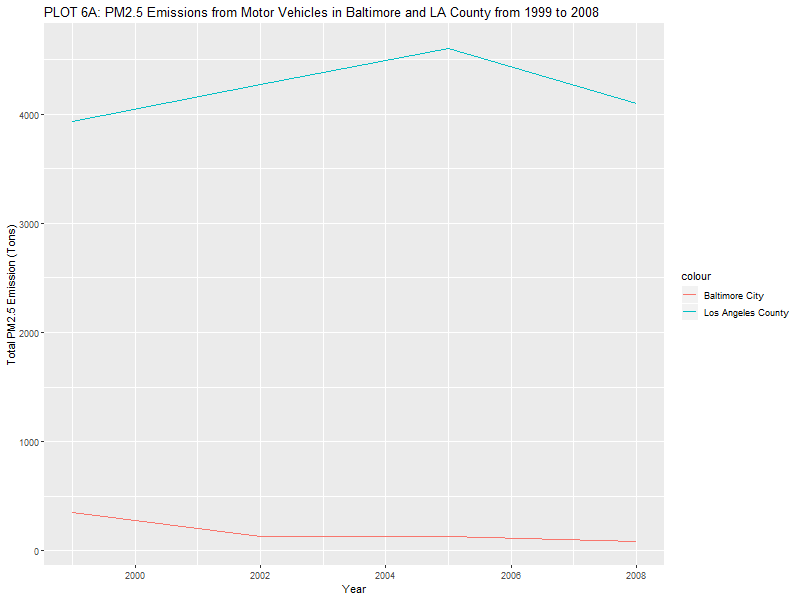 PLOT 6A: PM2.5 Emissions from Motor Vehicles in Baltimore and LA County from 1999 to 2008
4000
3000
2000
1000
0
Total PM2.5 Emission (Tons)
2000 2002 2004 2006 2008
Year
colour
Baltimore City
Los Angeles County